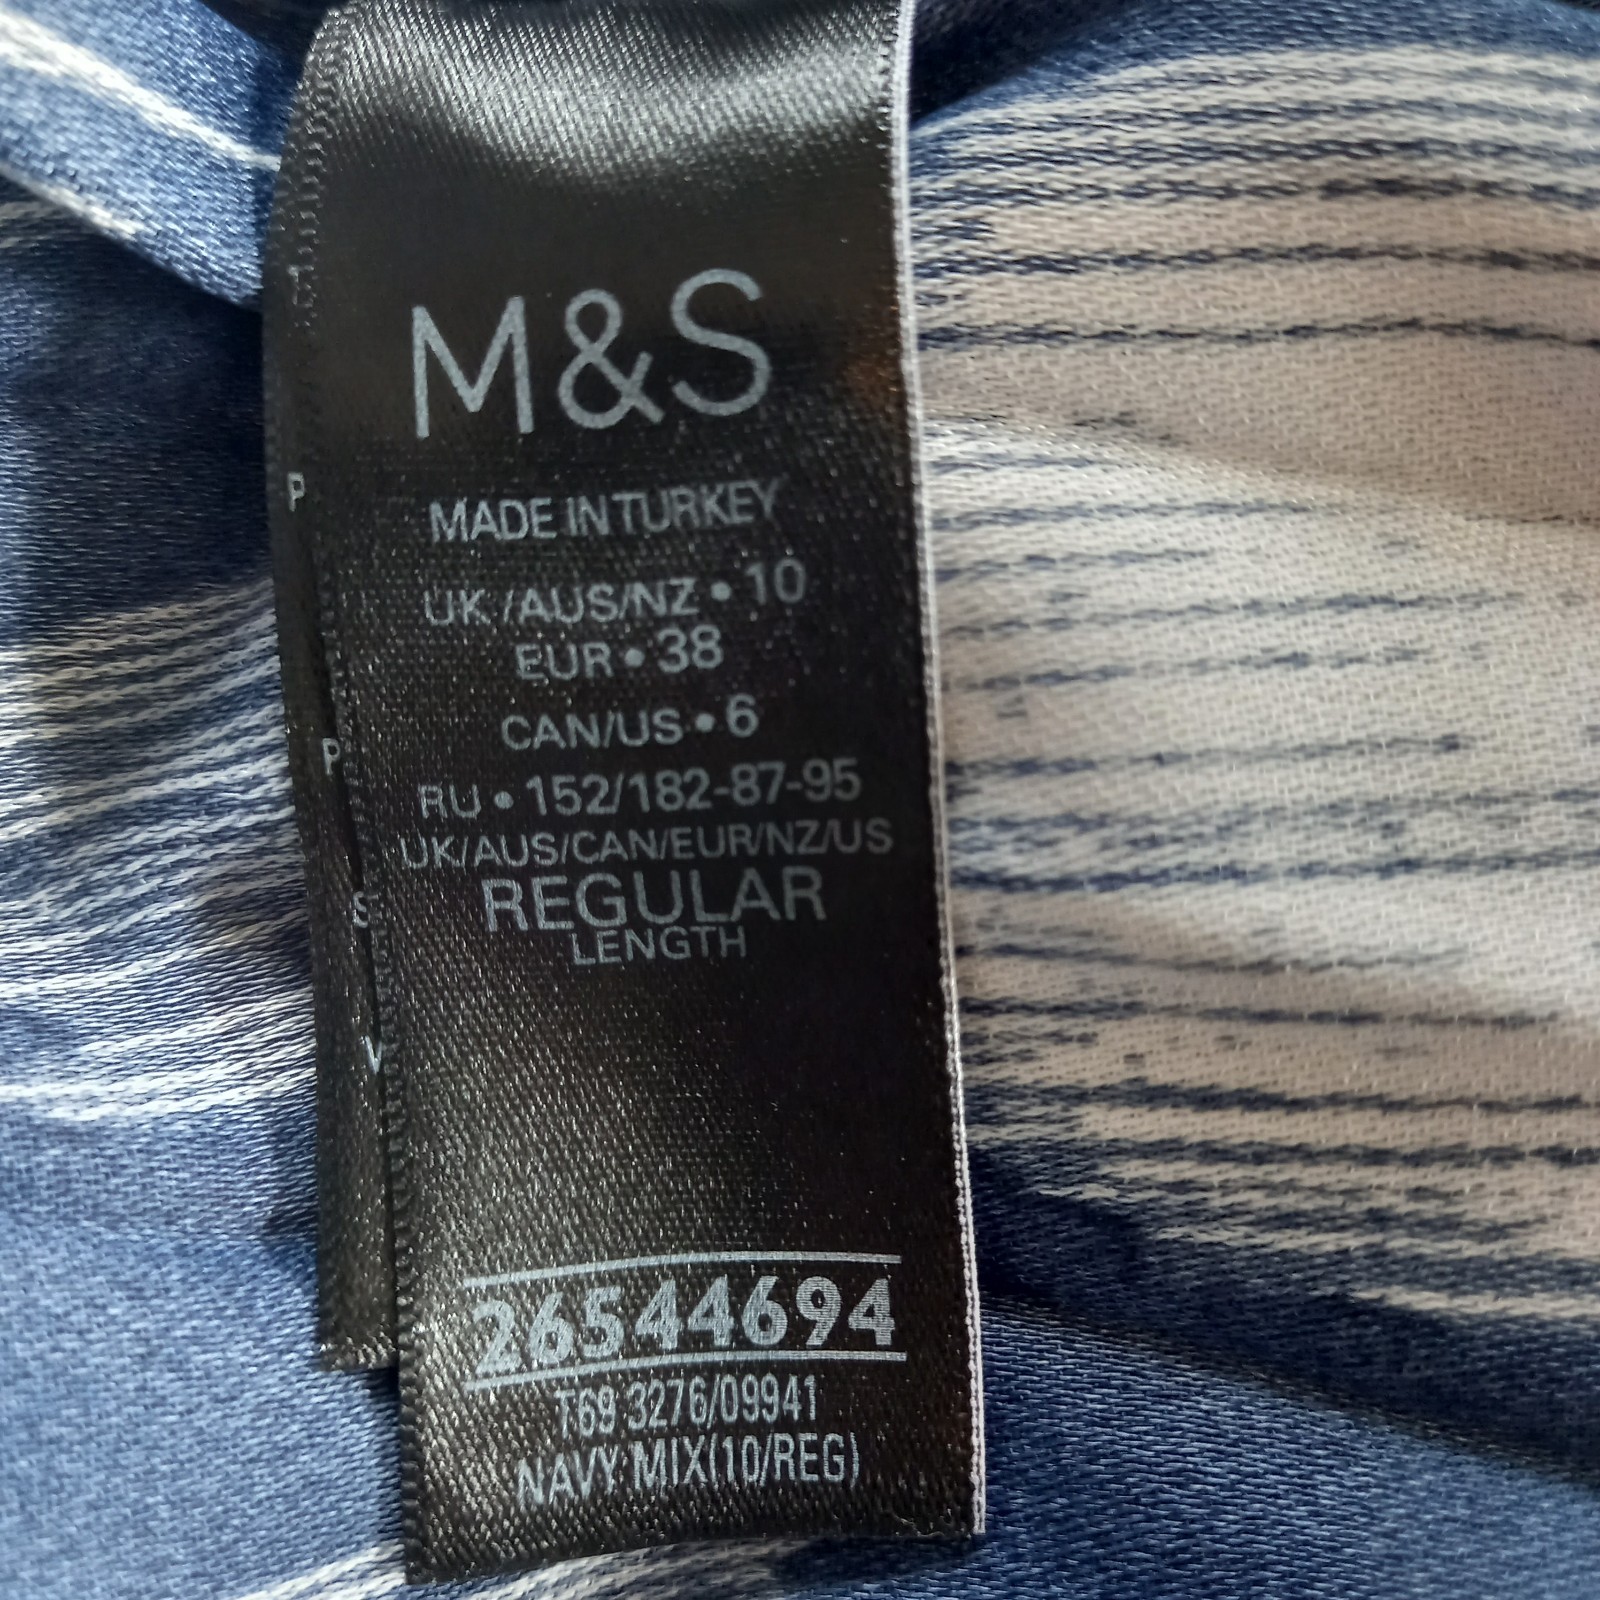 M&S
MADE IN TURKEY
UK/AUS/NZ • 10
EUR • 38
CAN/US • 6
RU • 152/182-87-95
UK/AUS/CAN/EUR/NZ/US
REGULAR
LENGTH
26544694
T69 3276/09941
NAVY MIX(10/REG)
P
P
S
V